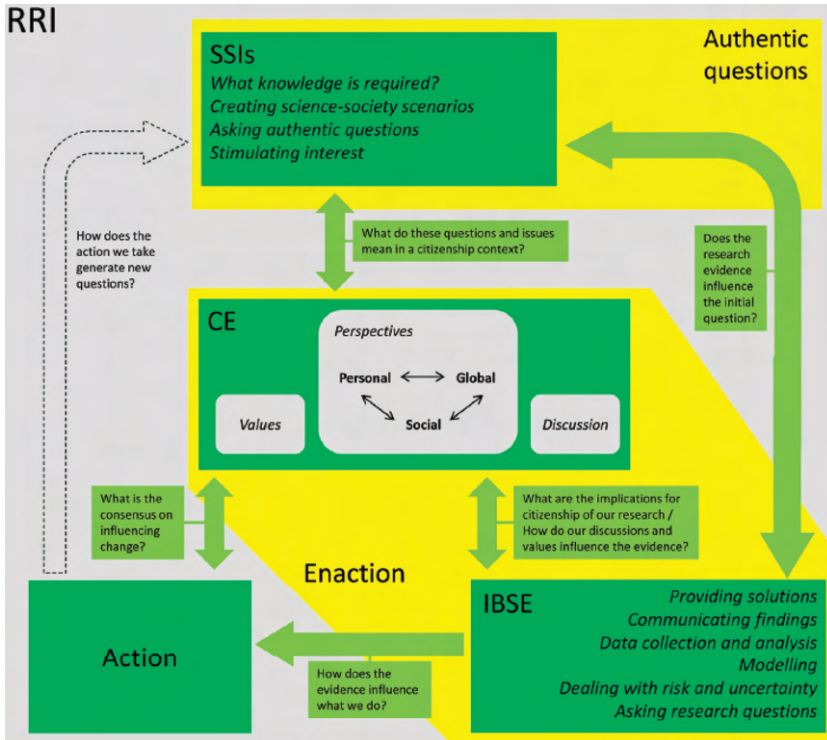 RRI
SSIs
What knowledge is required?
Creating science-society scenarios
Asking authentic questions
Stimulating interest
Authentic
questions
How does the
action we take
generate new
questions?
What do these questions and issues
mean in a citizenship context?
Does the
research
evidence
influence
the initial
question?
CE
Perspectives
Personal
Global
Social
Values
Discussion
What is the
consensus on
influencing
change?
What are the implications for
citizenship of our research /
How do our discussions and
values influence the evidence?
Enaction
Action
How does the
evidence influence
what we do?
IBSE
Providing solutions
Communicating findings
Data collection and analysis
Modelling
Dealing with risk and uncertainty
Asking research questions